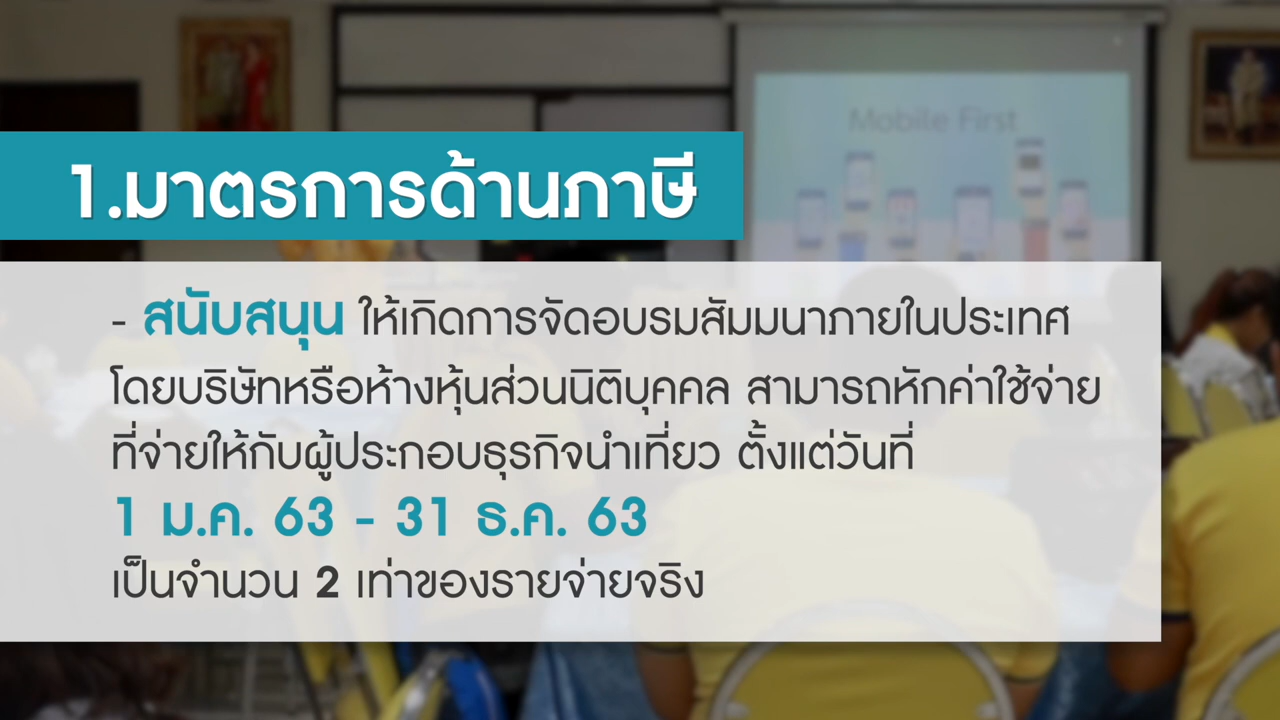 Mobile First
1.มาตรการด้านภาษี
- สนับสนุน ให้เกิดการจัดอบรมสัมมนาภายในประเทศ
โดยบริษัทหรือห้างหุ้นส่วนนิติบุคคล สามารถหักค่าใช้จ่าย
ที่จ่ายให้กับผู้ประกอบธุรกิจนำเที่ยว ตั้งแต่วันที่
1 ม.ค. 63 - 31 ธ.ค. 63
เป็นจำนวน 2 เท่าของรายจ่ายจริง